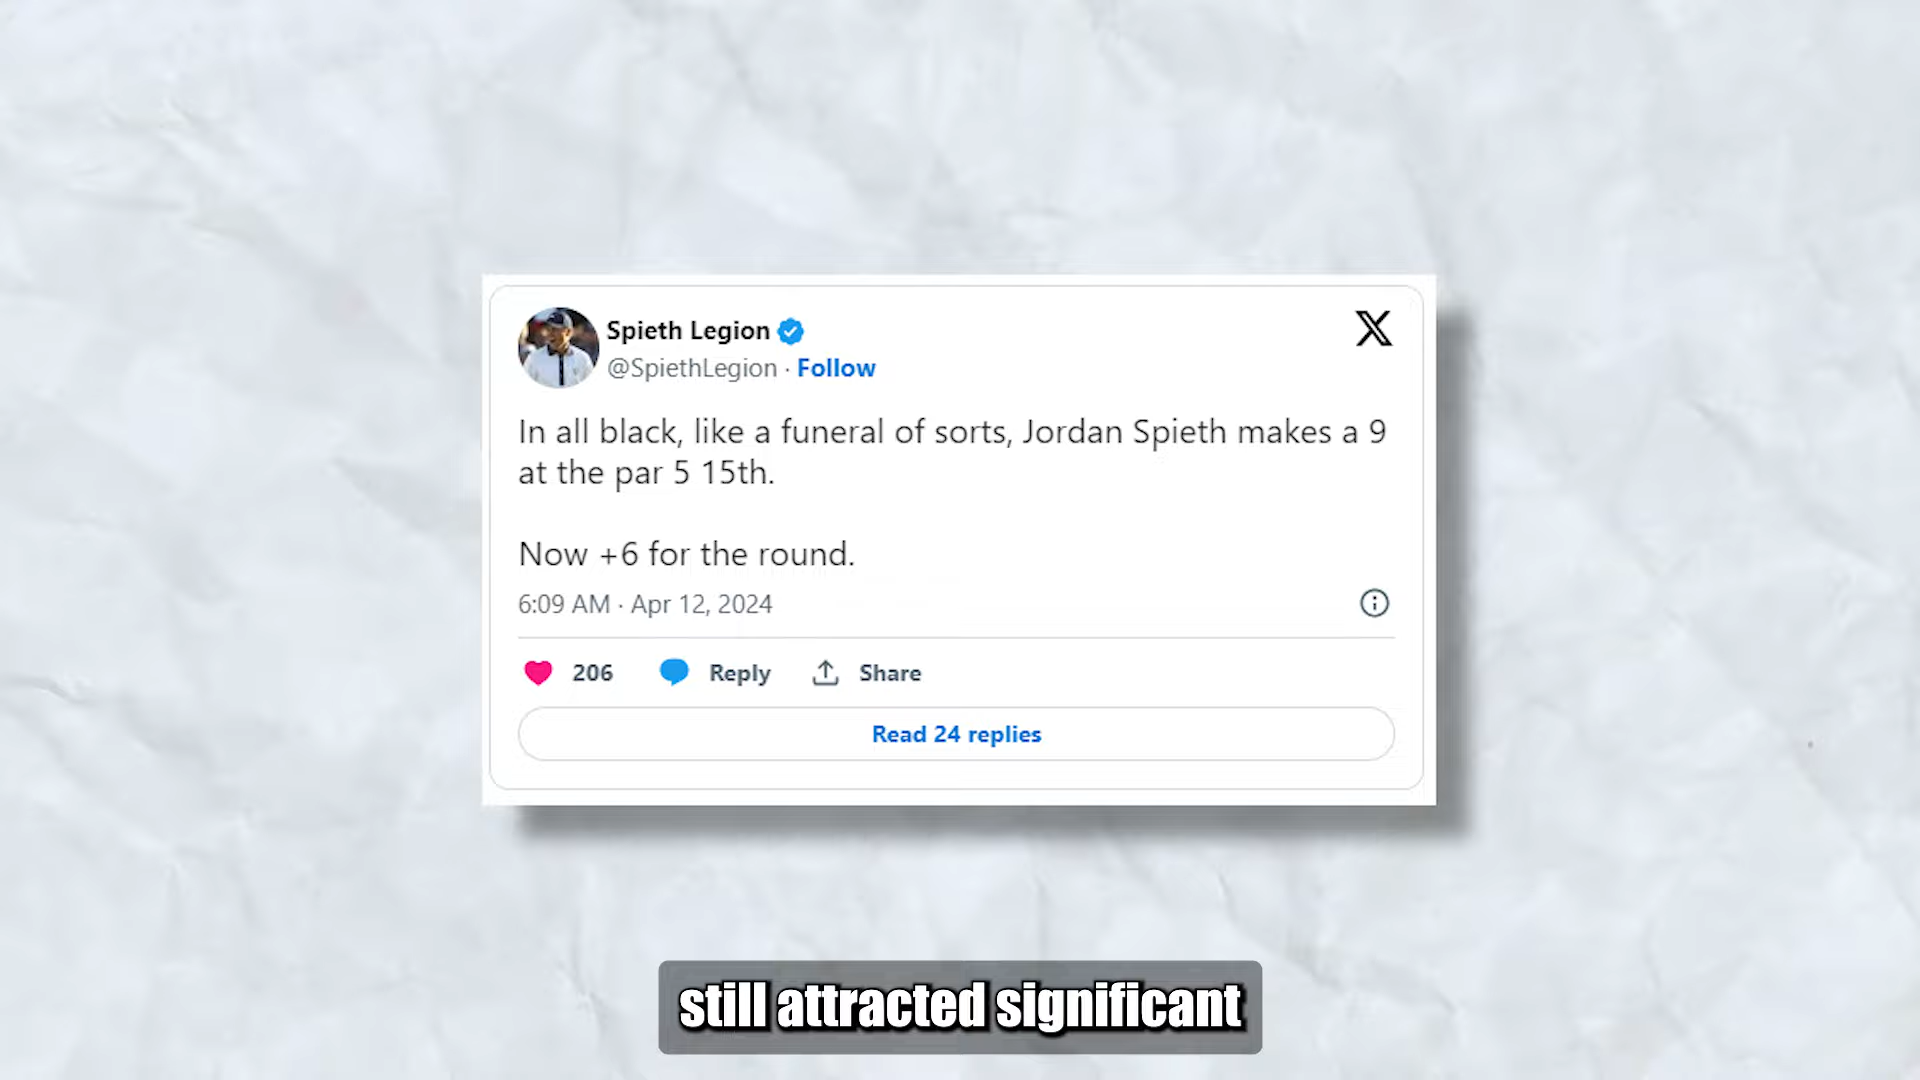 Spieth Legion
@SpiethLegion · Follow
In all black, like a funeral of sorts, Jordan Spieth makes a 9
at the par 5 15th.
Now +6 for the round.
6:09 AM · Apr 12, 2024
206 Reply Share
Read 24 replies
still attracted significant